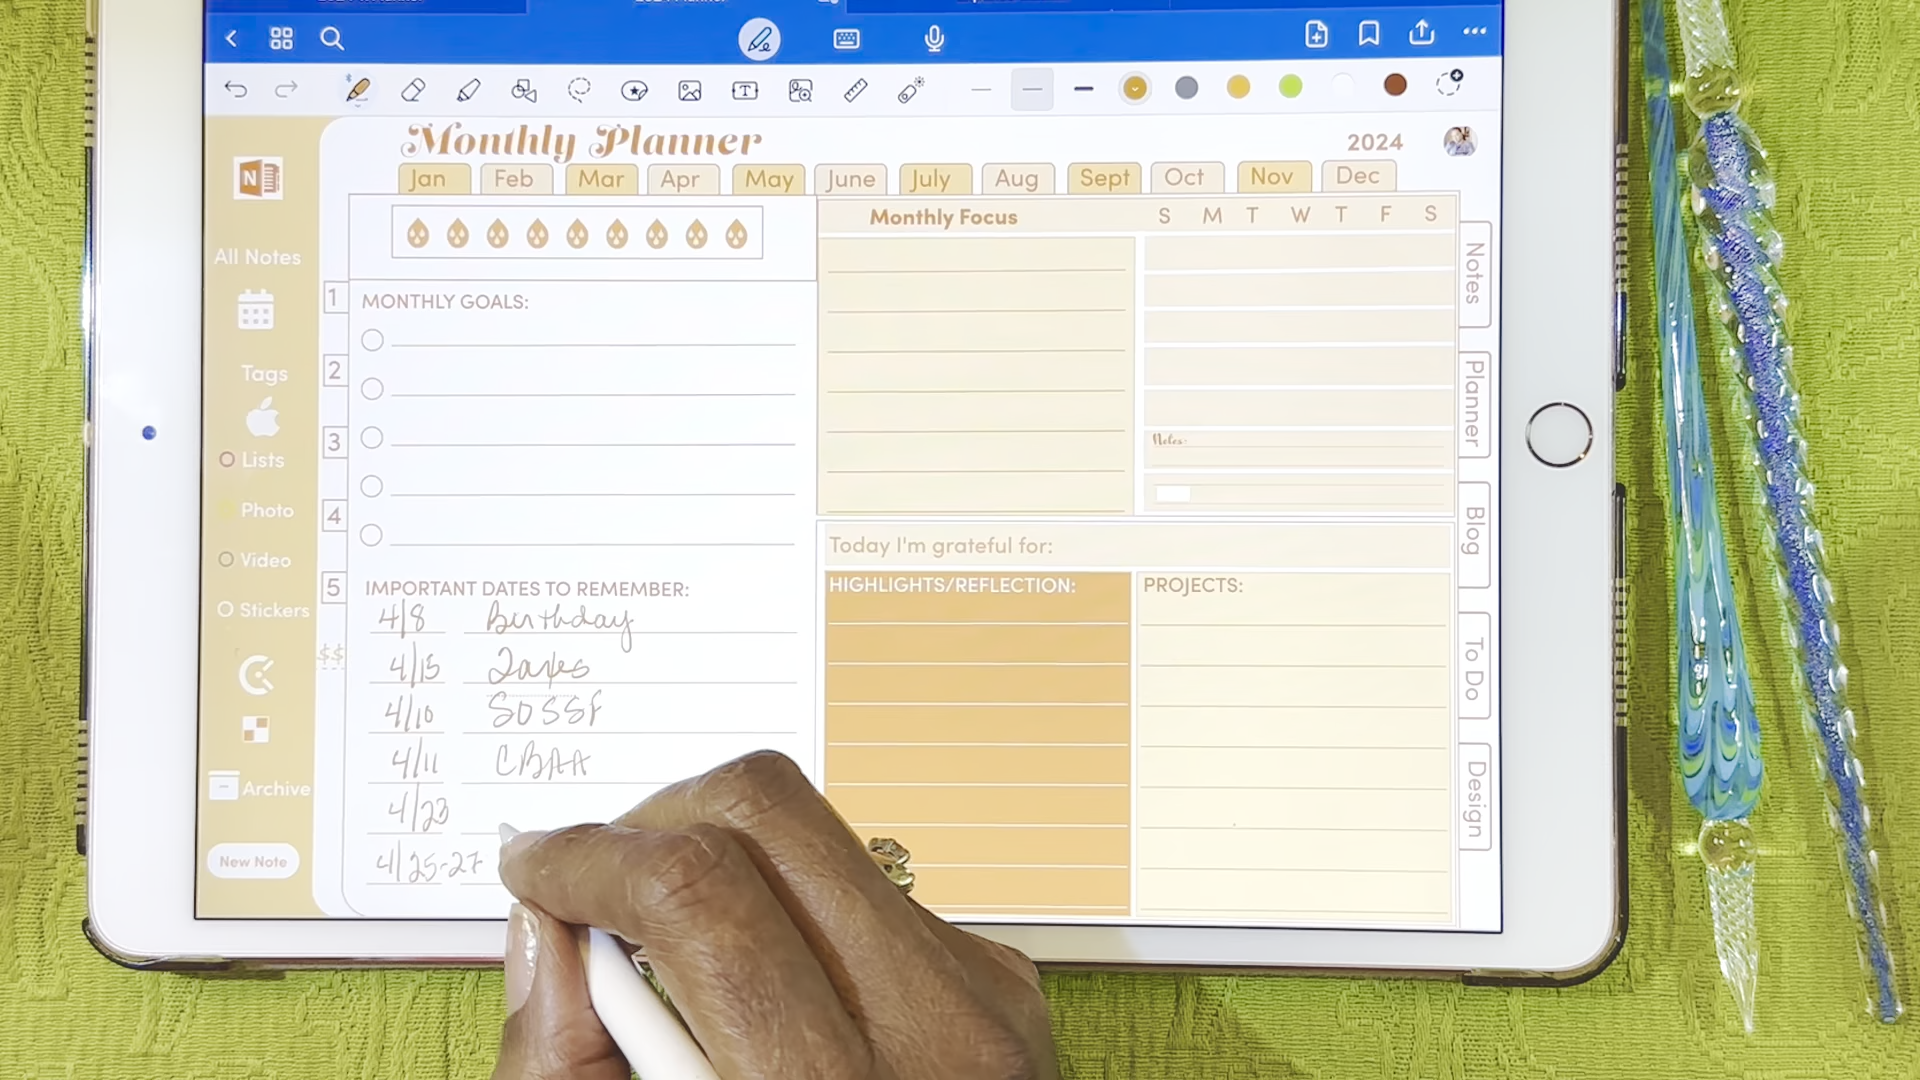 Monthly Planner
2024
Jan Feb Mar Apr May June July Aug Sept Oct Nov Dec
N
All Notes
Tags
Lists
Photo
Video
Stickers
Archive
New Note
1
2
3
4
5
$$
MONTHLY GOALS:
IMPORTANT DATES TO REMEMBER:
4/8 Birthday
4/15 Taxes
4/10 SOSSF
4/11 CBAA
4/23
4/25-27
Monthly Focus
S M T W T F S
Notes:
Today I'm grateful for:
HIGHLIGHTS/REFLECTION:
PROJECTS:
Notes
Planner
Blog
To Do
Design